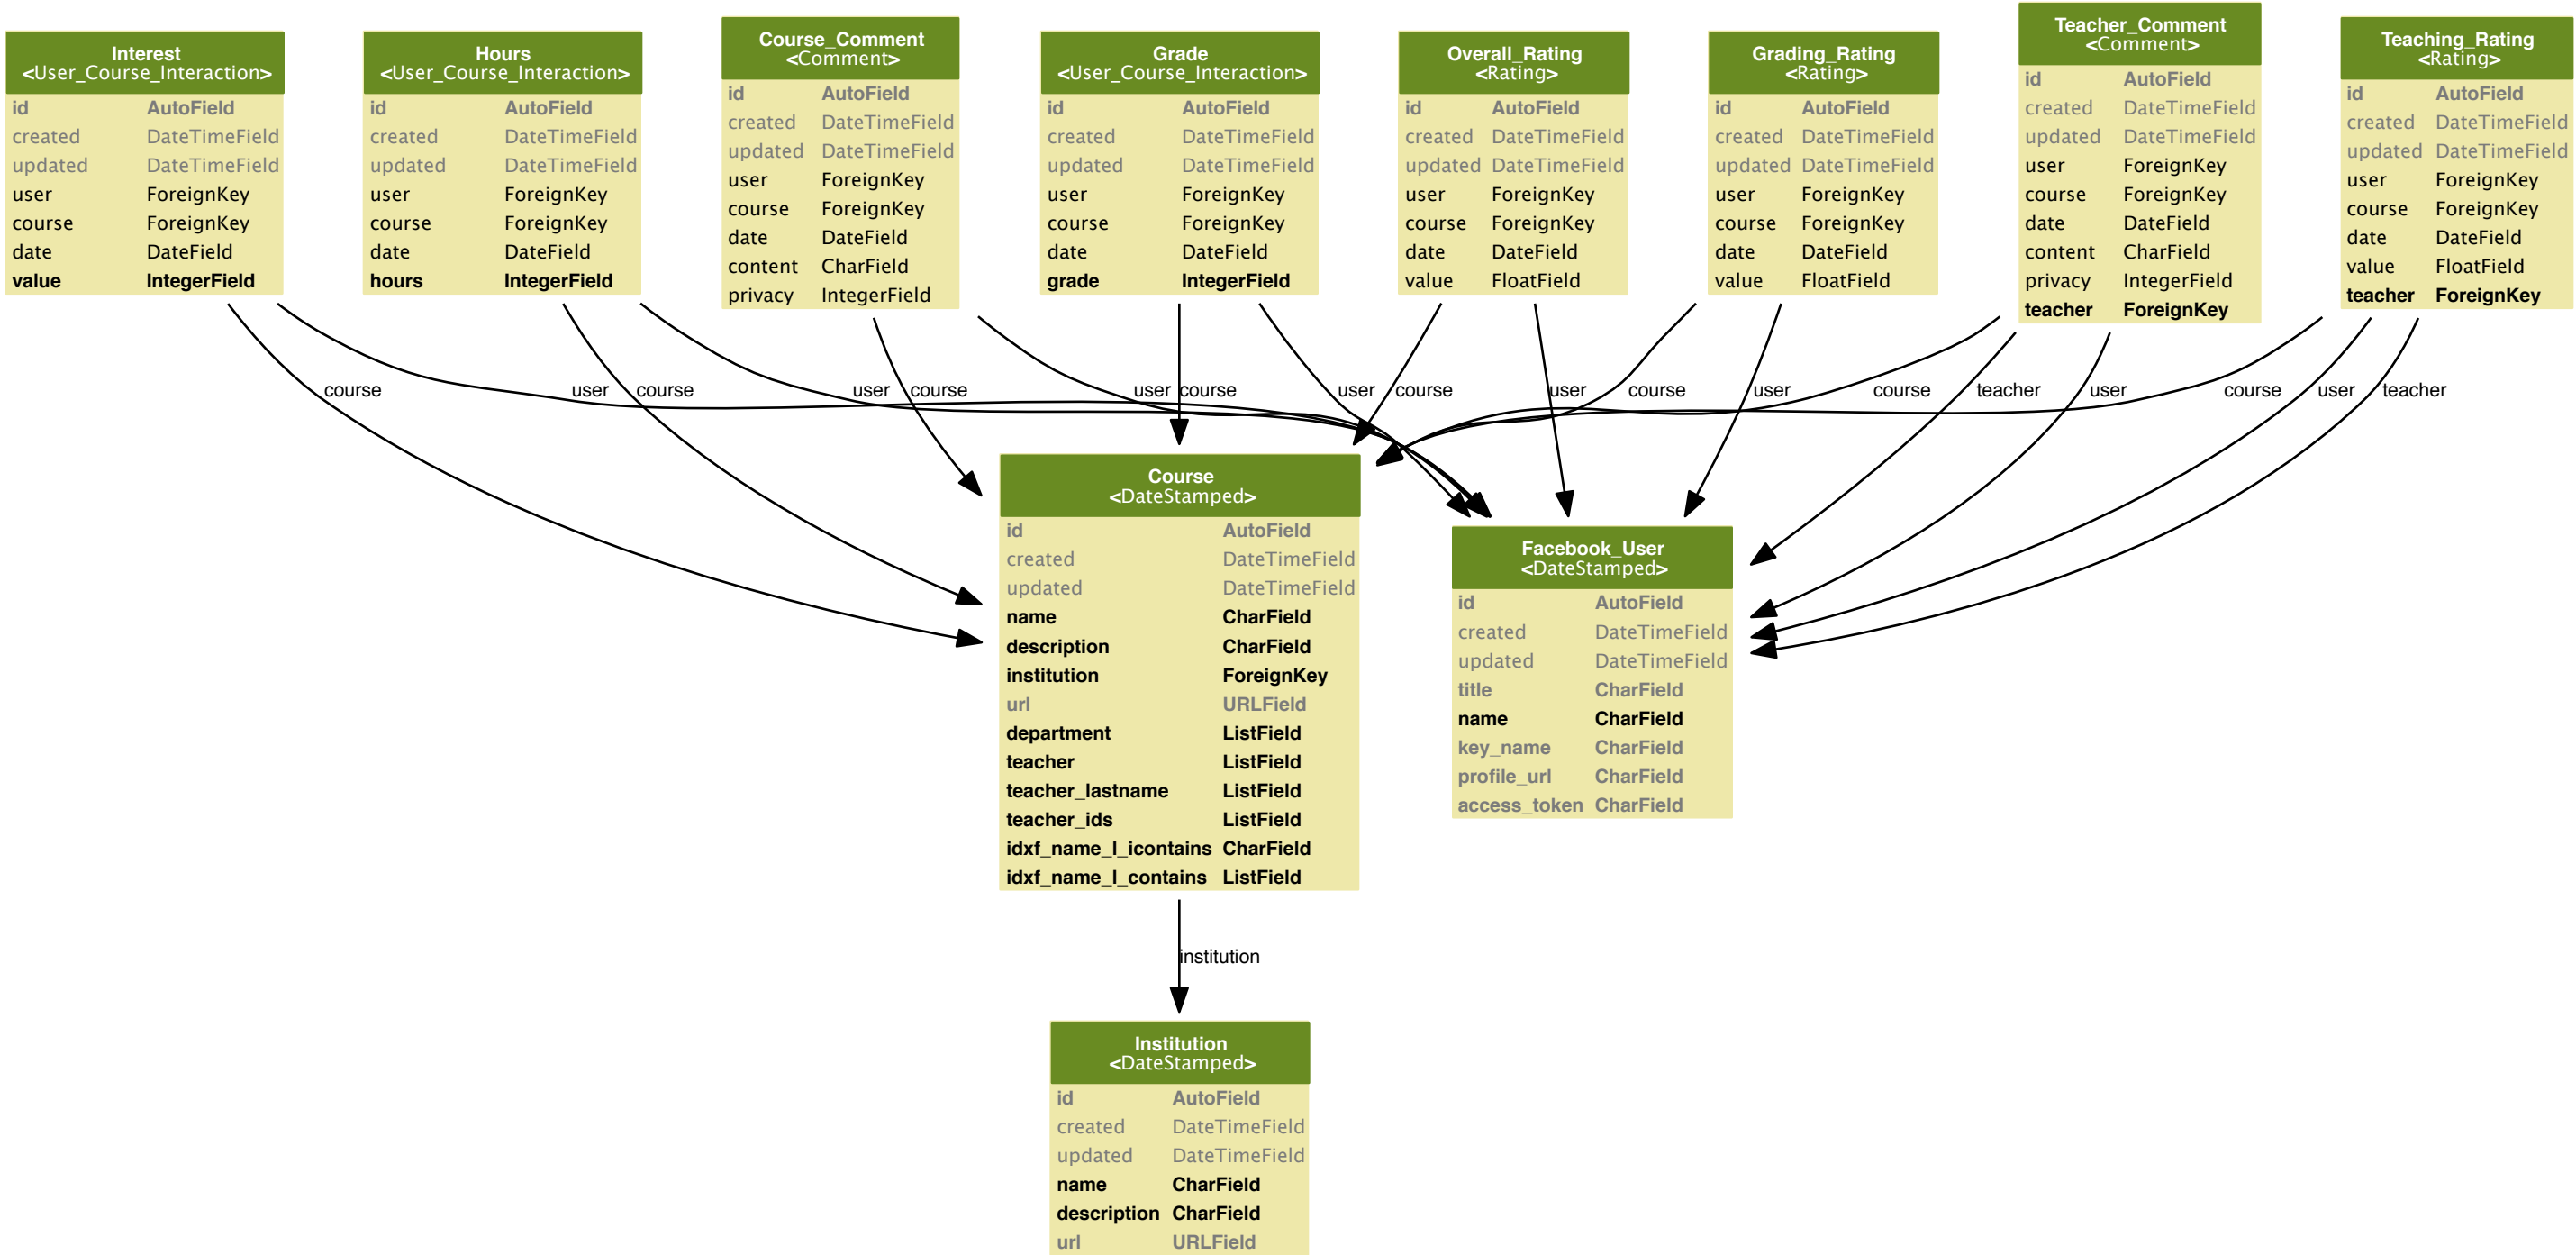 Interest
<User_Course_Interaction>
id AutoField
created DateTimeField
updated DateTimeField
user ForeignKey
course ForeignKey
date DateField
value IntegerField
Hours
<User_Course_Interaction>
id AutoField
created DateTimeField
updated DateTimeField
user ForeignKey
course ForeignKey
date DateField
hours IntegerField
Course_Comment
<Comment>
id AutoField
created DateTimeField
updated DateTimeField
user ForeignKey
course ForeignKey
date DateField
content CharField
privacy IntegerField
Grade
<User_Course_Interaction>
id AutoField
created DateTimeField
updated DateTimeField
user ForeignKey
course ForeignKey
date DateField
grade IntegerField
Overall_Rating
<Rating>
id AutoField
created DateTimeField
updated DateTimeField
user ForeignKey
course ForeignKey
date DateField
value FloatField
Grading_Rating
<Rating>
id AutoField
created DateTimeField
updated DateTimeField
user ForeignKey
course ForeignKey
date DateField
value FloatField
Teacher_Comment
<Comment>
id AutoField
created DateTimeField
updated DateTimeField
user ForeignKey
course ForeignKey
date DateField
content CharField
privacy IntegerField
teacher ForeignKey
Teaching_Rating
<Rating>
id AutoField
created DateTimeField
updated DateTimeField
user ForeignKey
course ForeignKey
date DateField
value FloatField
teacher ForeignKey
course user course user course user course user course user course user course teacher user course user teacher
Course
<DateStamped>
id AutoField
created DateTimeField
updated DateTimeField
name CharField
description CharField
institution ForeignKey
url URLField
department ListField
teacher ListField
teacher_lastname ListField
teacher_ids ListField
idxf_name_l_icontains CharField
idxf_name_l_contains ListField
Facebook_User
<DateStamped>
id AutoField
created DateTimeField
updated DateTimeField
title CharField
name CharField
key_name CharField
profile_url CharField
access_token CharField
institution
Institution
<DateStamped>
id AutoField
created DateTimeField
updated DateTimeField
name CharField
description CharField
url URLField